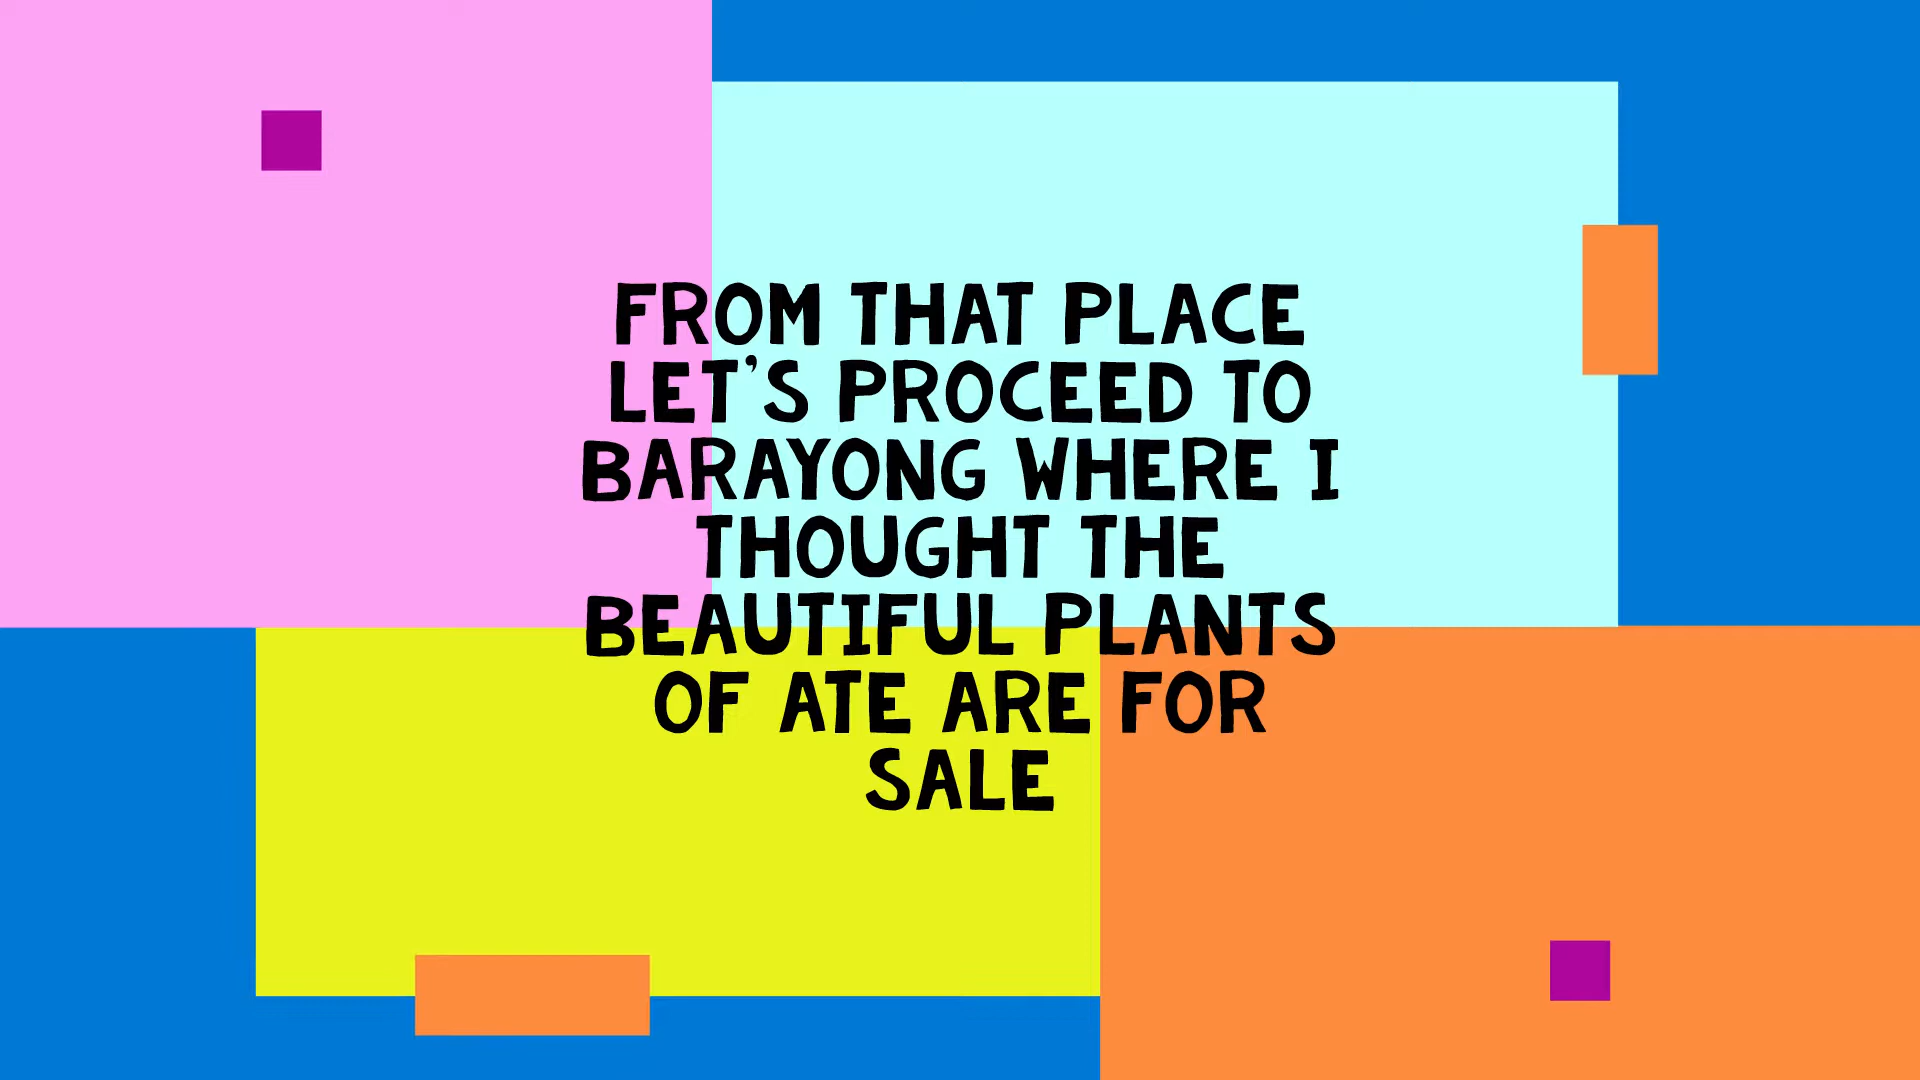 FROM THAT PLACE
LET'S PROCEED TO
BARAYONG WHERE I
THOUGHT THE
BEAUTIFUL PLANTS
OF ATE ARE FOR
SALE